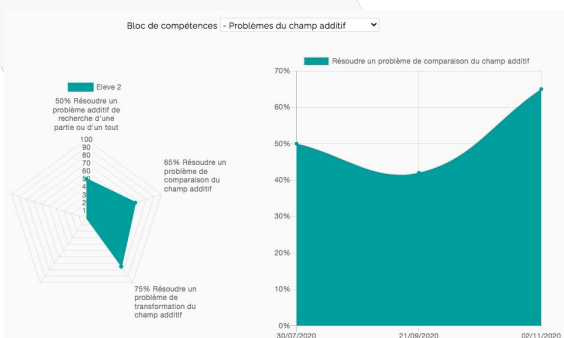 Bloc de compétences - Problèmes du champ additif
Eleve 2
50% Résoudre un
problème additif de
recherche d'une
partie ou d'un tout
100
90
80
70
60
65% Résoudre un
problème de
comparaison du
champ additif
75% Résoudre un
problème de
transformation du
champ additif
Résoudre un problème de comparaison du champ additif
70%
60%
50%
40%
30%
20%
10%
0%
30/07/2020 21/09/2020 02/11/2020